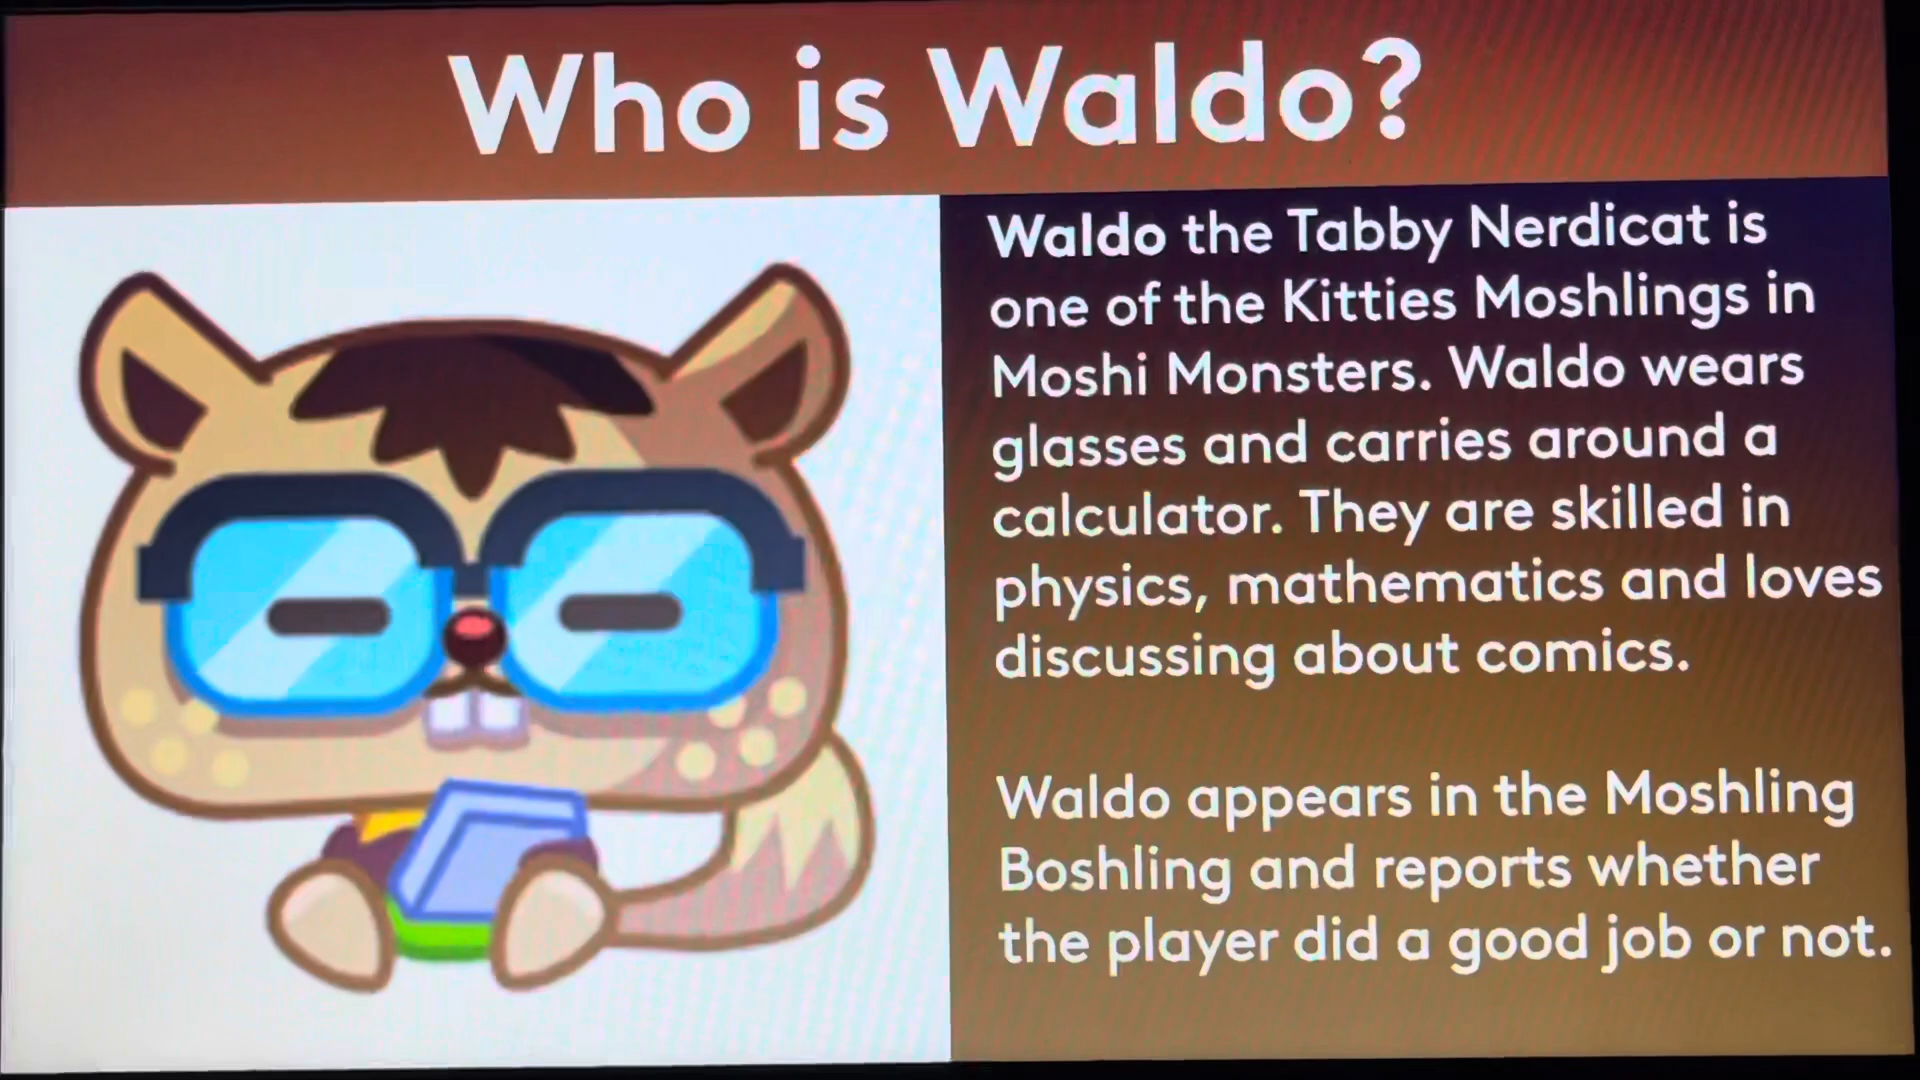 Who is Waldo?
Waldo the Tabby Nerdicat is
one of the Kitties Moshlings in
Moshi Monsters. Waldo wears
glasses and carries around a
calculator. They are skilled in
physics, mathematics and loves
discussing about comics.
Waldo appears in the Moshling
Boshling and reports whether
the player did a good job or not.